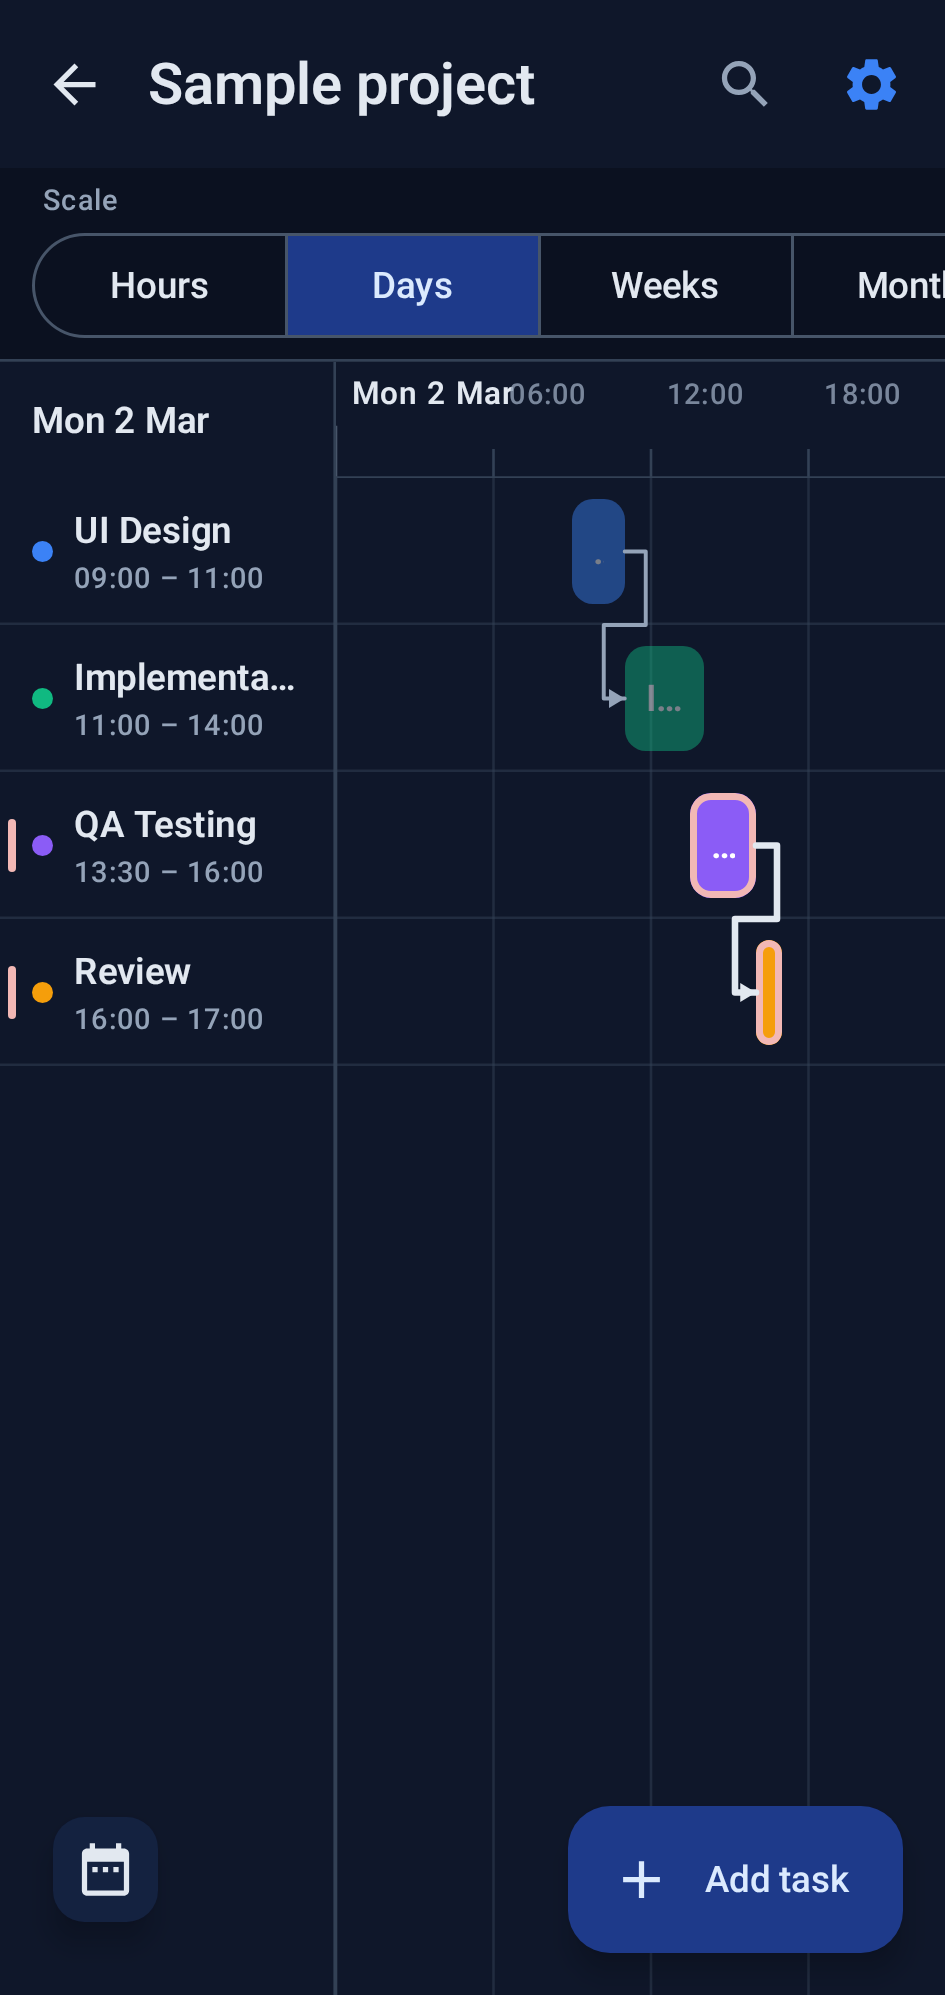 Sample project
Scale
Hours
Days
Weeks
Mont
Mon 2 Mar
Mon 2 Mar
06:00
12:00
18:00
UI Design
09:00 – 11:00
.
Implementa...
11:00 – 14:00
I...
QA Testing
13:30 – 16:00
...
Review
16:00 – 17:00
Add task